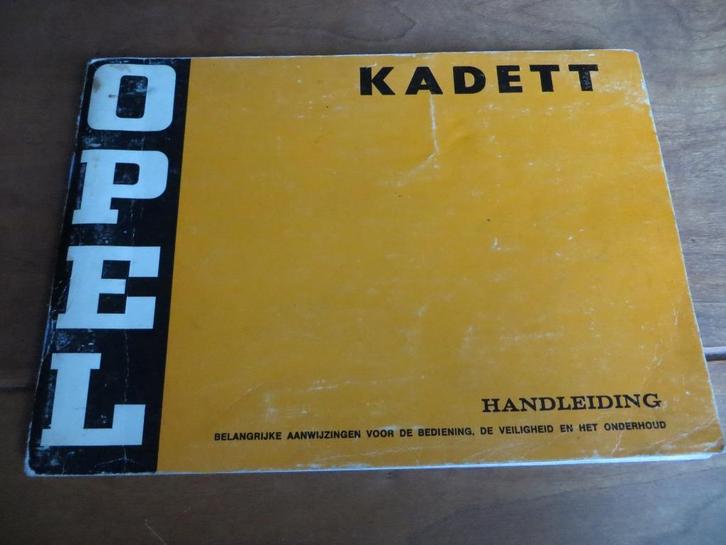 OPEL
KADETT
HANDLEIDING
BELANGRIJKE AANWIJZINGEN VOOR DE BEDIENING, DE VEILIGHEID EN HET ONDERHOUD